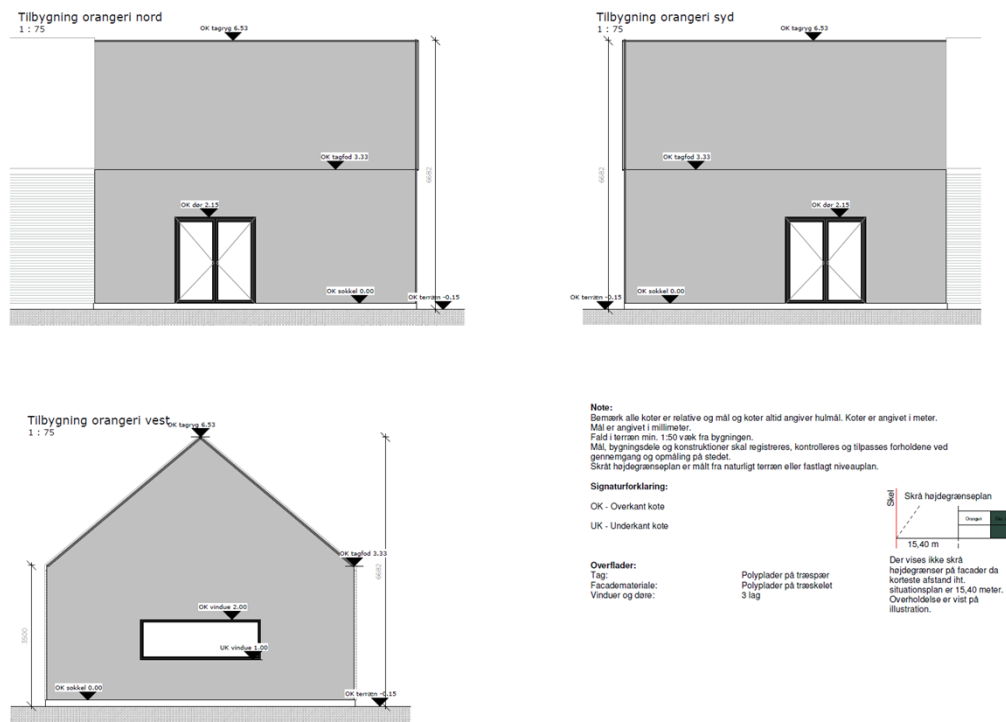 Tilbygning orangeri nord
1 : 75
OK tagryg 6.53
OK tagfod 3.33
6682
OK dør 2.15
OK sokkel 0.00
OK terræn -0.15
Tilbygning orangeri syd
1 : 75
OK tagryg 6.53
6682
OK tagfod 3.33
OK dør 2.15
OK terræn -0.15
OK sokkel 0.00
Tilbygning orangeri vest
1 : 75
OK tagryg 6.53
OK tagfod 3.33
6682
OK vindue 2.00
UK vindue 1.00
3500
OK sokkel 0.00
OK terræn -0.15
Note:
Bemærk alle koter er relative og mål og koter altid angiver hulmål. Koter er angivet i meter.
Mål er angivet i millimeter.
Fald i terræn min. 1:50 væk fra bygningen.
Mål, bygningsdele og konstruktioner skal registreres, kontrolleres og tilpasses forholdene ved
gennemgang og opmåling på stedet.
Skråt højdegrænseplan er målt fra naturligt terræn eller fastlagt niveauplan.
Signaturforklaring:
OK - Overkant kote
UK - Underkant kote
Overflader:
Tag: Polyplader på træspær
Facademateriale: Polyplader på træskelet
Vinduer og døre: 3 lag
Skel
Skrå højdegrænseplan
15,40 m
Der vises ikke skrå
højdegrænser på facader da
korteste afstand iht.
situationsplan er 15,40 meter.
Overholdelse er vist på
illustration.